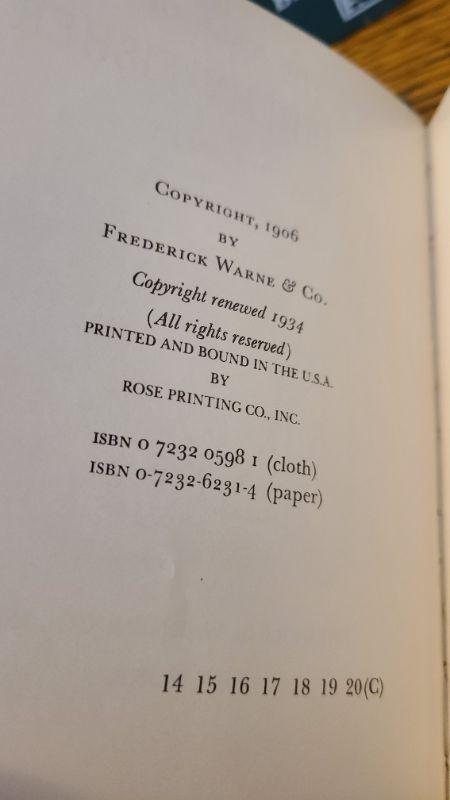 Copyright, 1906
by
Frederick Warne & Co.
Copyright renewed 1934
(All rights reserved)
PRINTED AND BOUND IN THE U.S.A.
BY
ROSE PRINTING CO., INC.
ISBN 0 7232 0598 1 (cloth)
ISBN 0-7232-6231-4 (paper)
14 15 16 17 18 19 20(C)